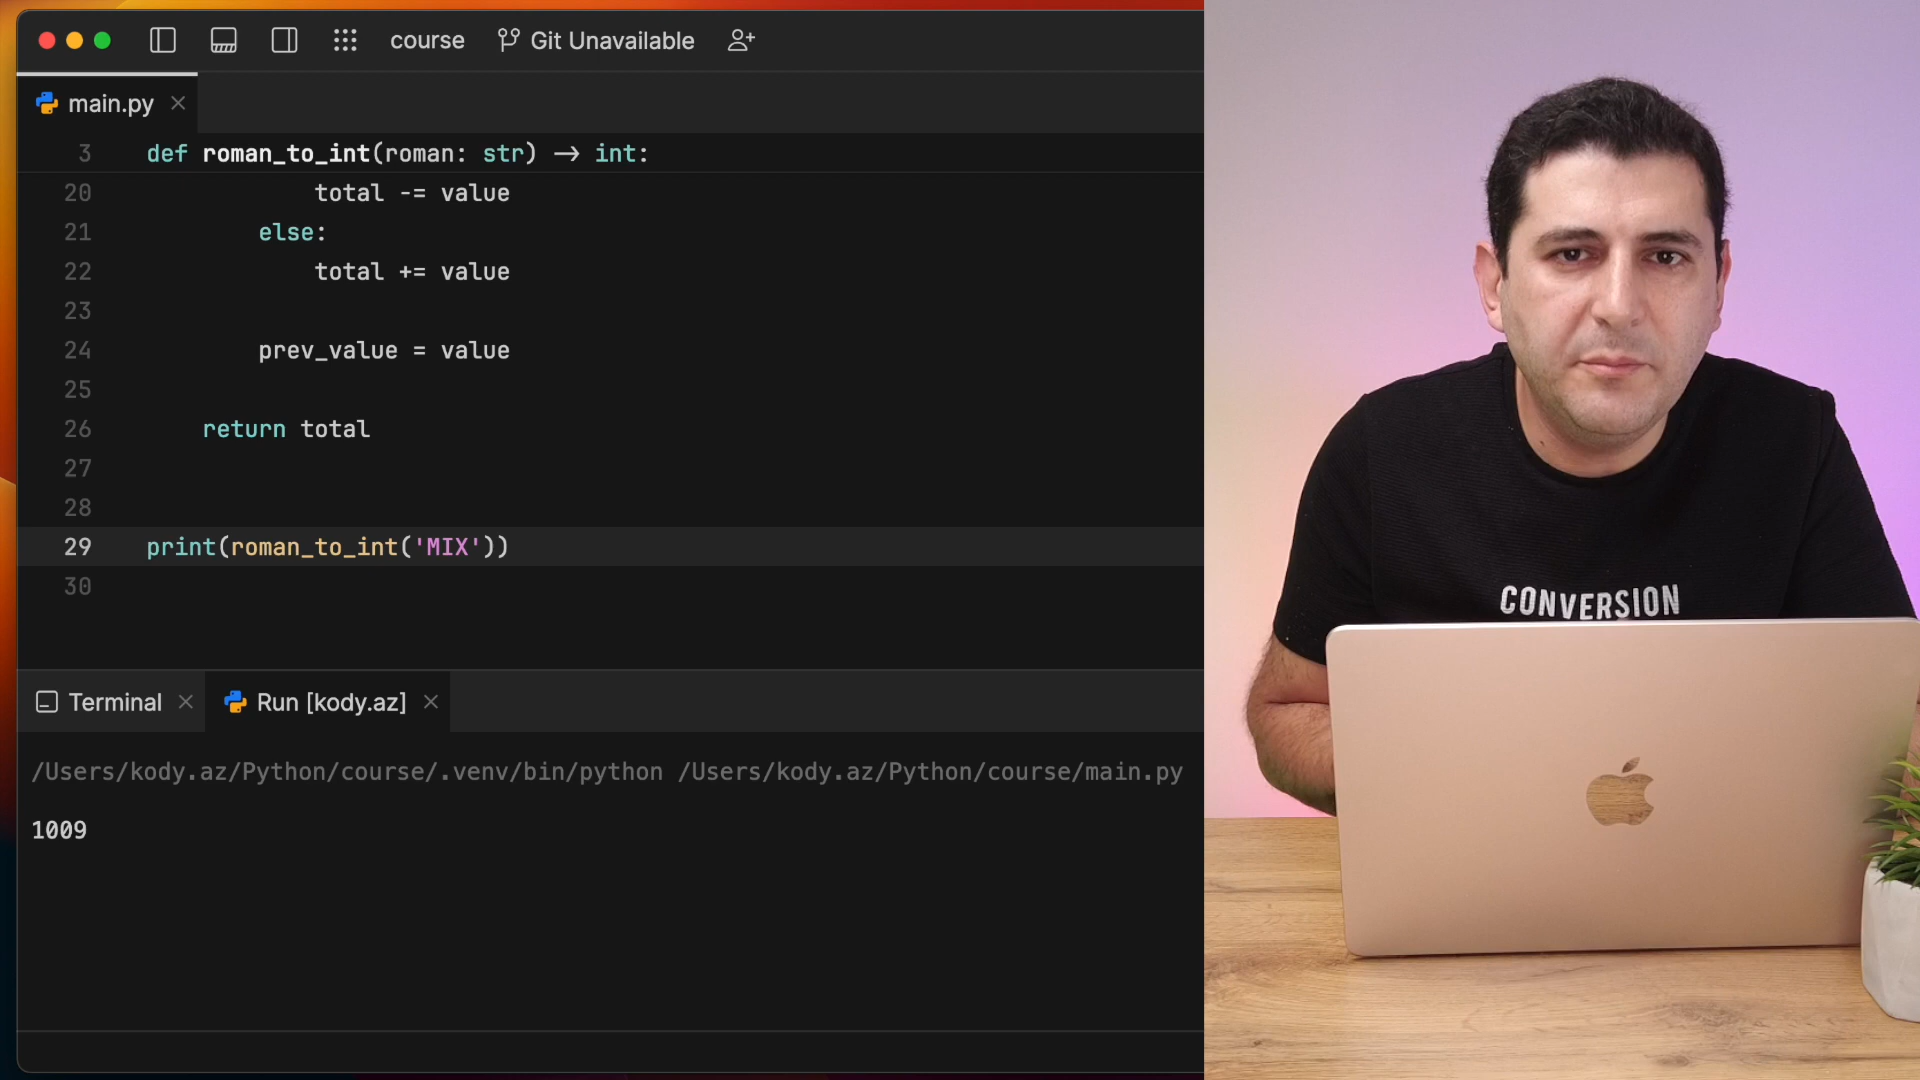 course Git Unavailable
main.py
3 def roman_to_int(roman: str) → int:
20 total -= value
21 else:
22 total += value
23
24 prev_value = value
25
26 return total
27
28
29 print(roman_to_int('MIX'))
30
Terminal Run [kody.az]
/Users/kody.az/Python/course/.venv/bin/python /Users/kody.az/Python/course/main.py
1009
CONVERSION